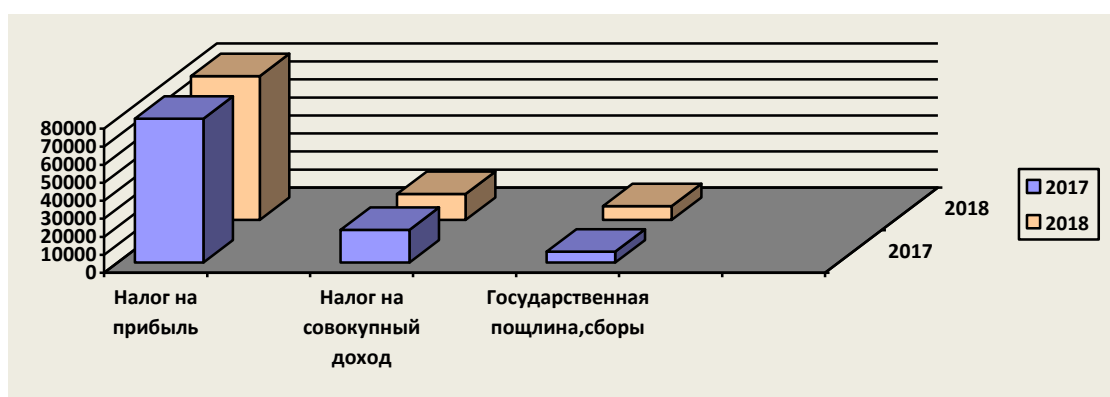 80000
70000
60000
50000
40000
30000
20000
10000
0
Налог на
прибыль
Налог на
совокупный
доход
Государственная
пощлина,сборы
2017
2018
2017
2018